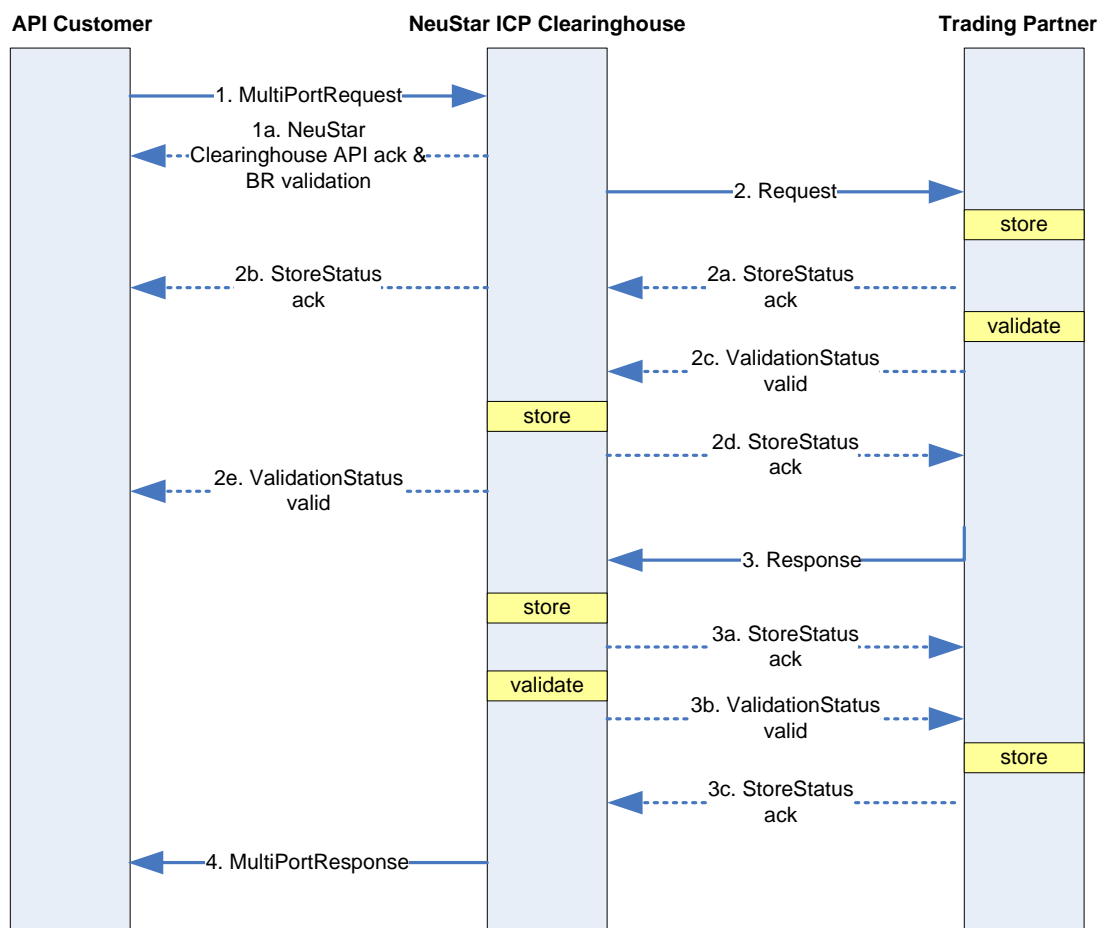 API Customer
NeuStar ICP Clearinghouse
Trading Partner
1. MultiPortRequest
1a. NeuStar
Clearinghouse API ack &
BR validation
2. Request
store
2b. StoreStatus
ack
2a. StoreStatus
ack
validate
2c. ValidationStatus
valid
store
2d. StoreStatus
ack
2e. ValidationStatus
valid
3. Response
store
3a. StoreStatus
ack
validate
3b. ValidationStatus
valid
store
3c. StoreStatus
ack
4. MultiPortResponse